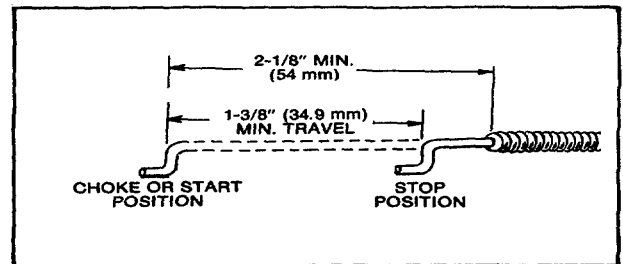 2-1/8" MIN.
(54 mm)
1-3/8" (34.9 mm)
MIN. TRAVEL
CHOKE OR START
POSITION
STOP
POSITION